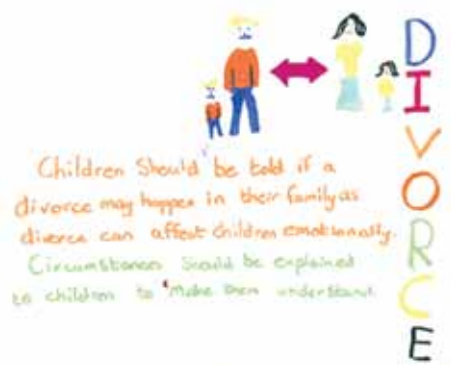 DIVORCE
Children Should be told if a
divorce may happen in their family as
divorce can affect Children emotionally.
Circumstances should be explained
to children to make them understand.